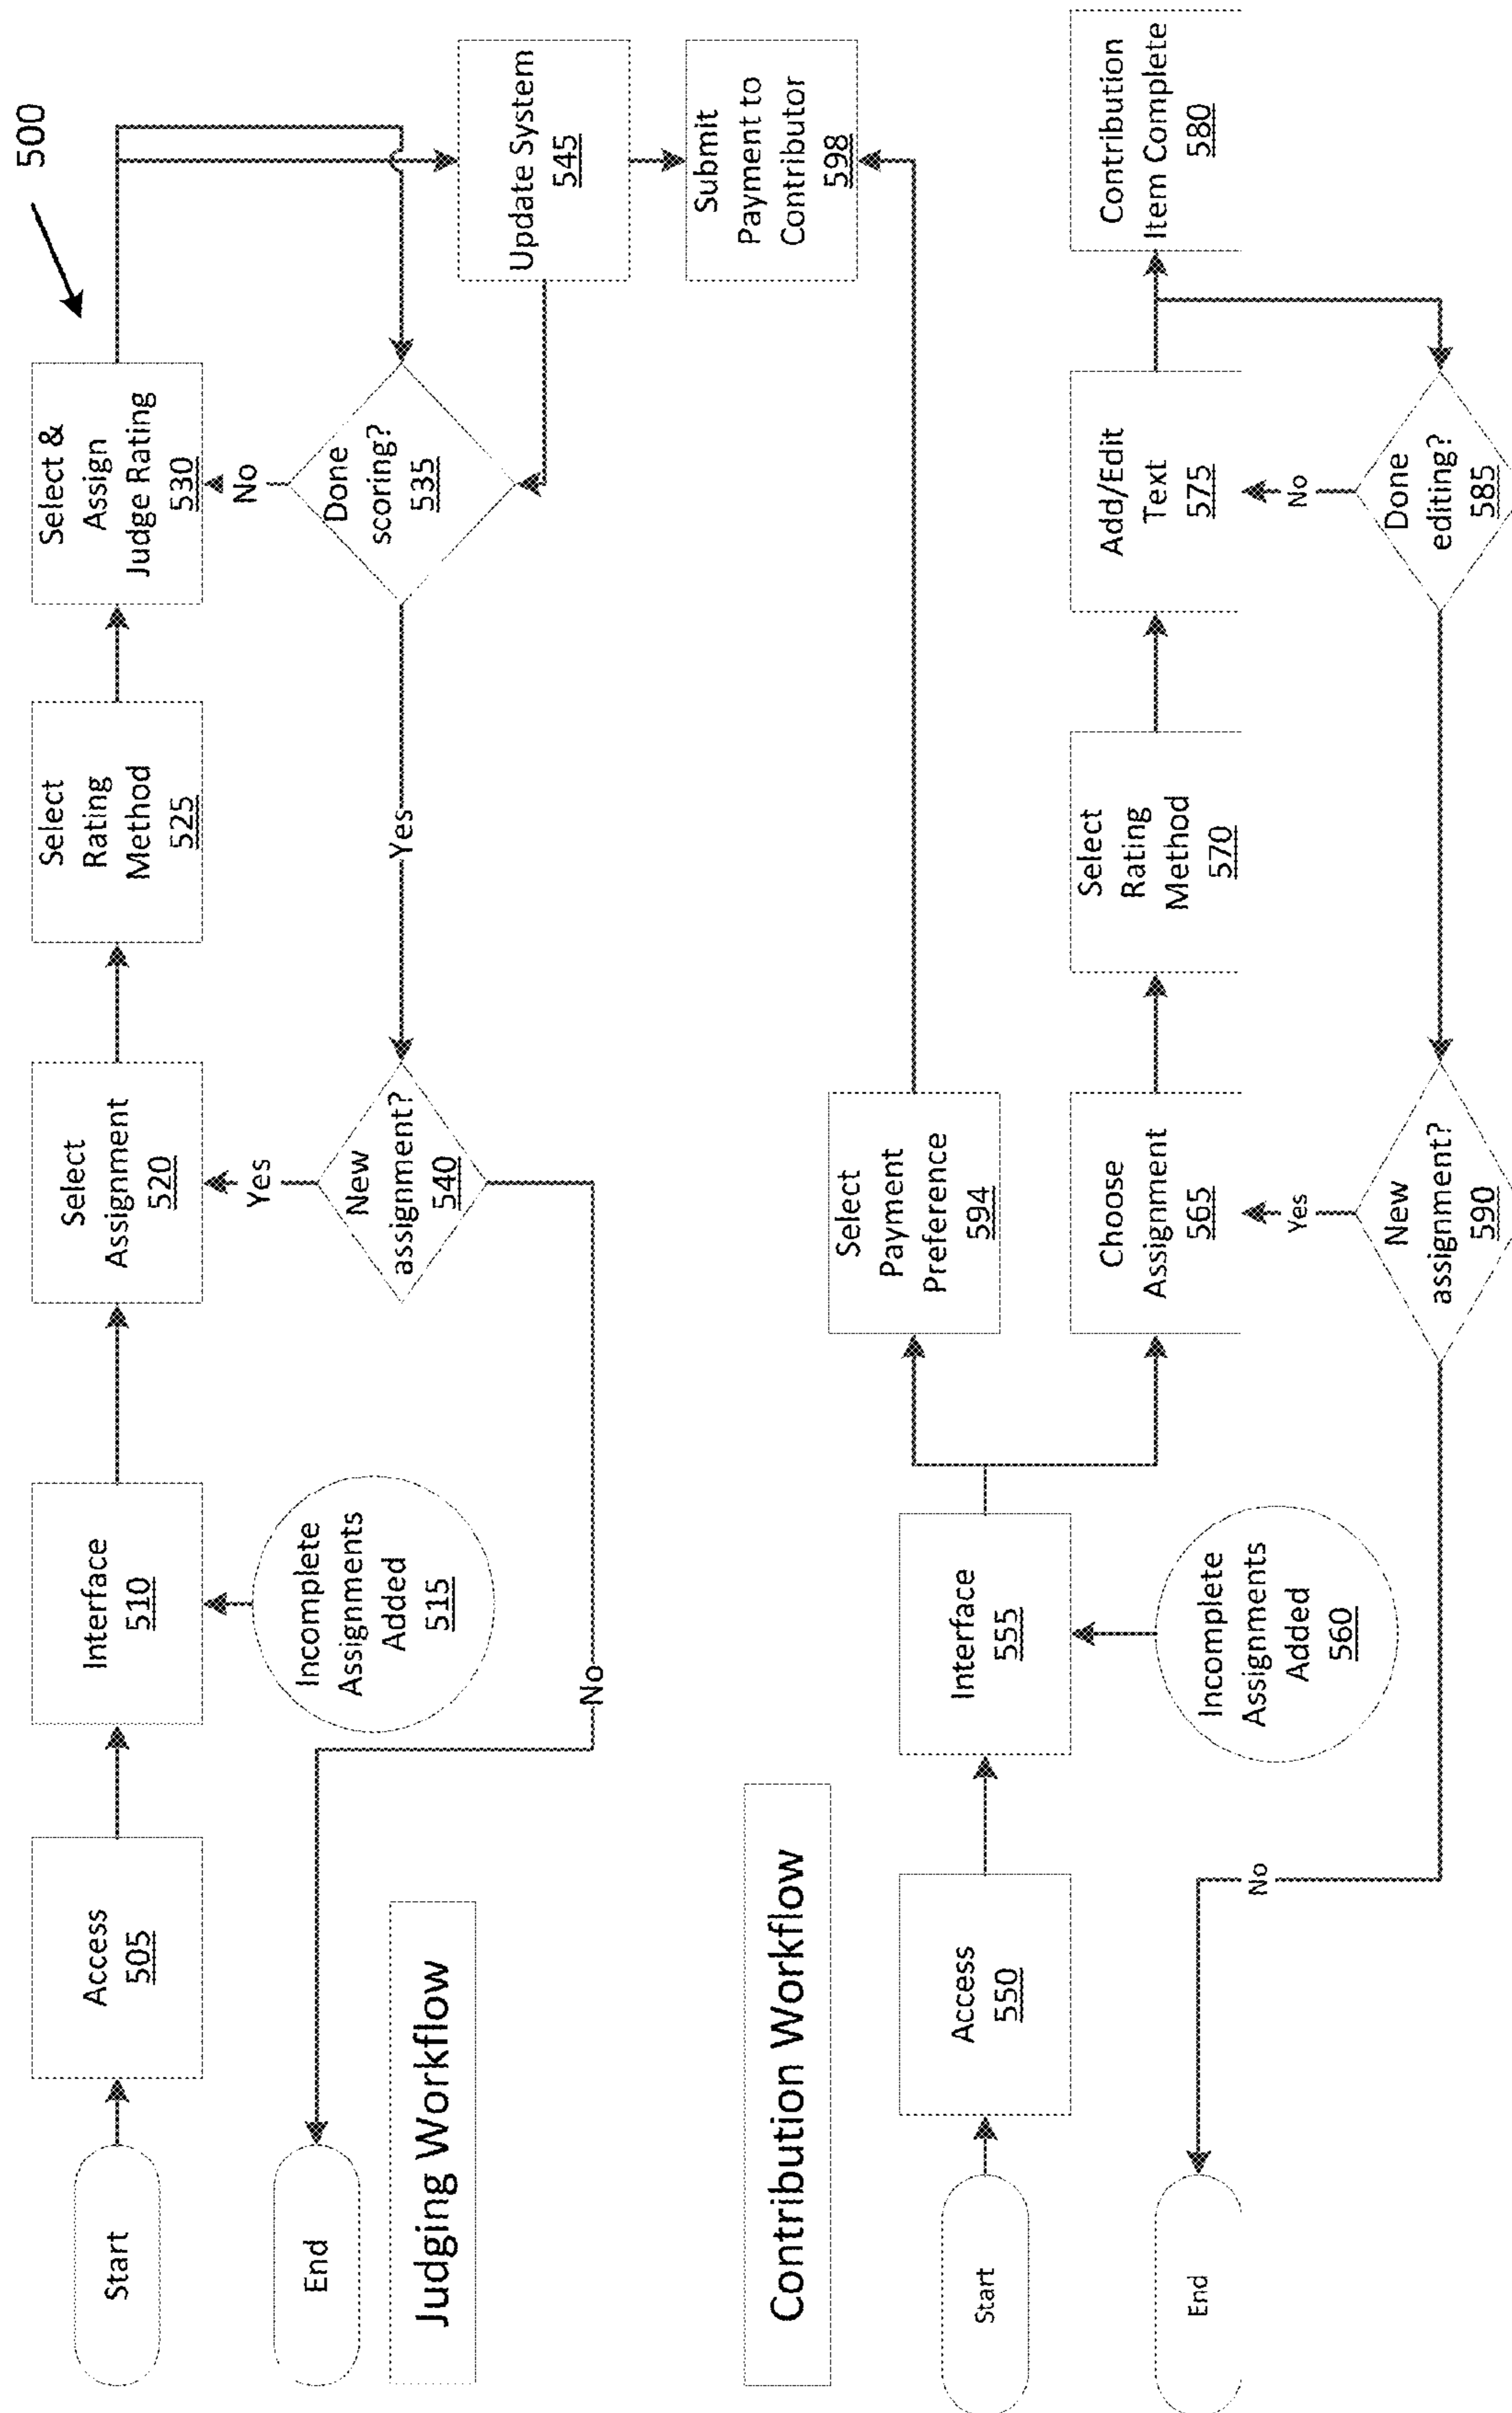 500
Start
Access
505
Interface
510
Incomplete
Assignments
Added
515
Select
Assignment
520
Select
Rating
Method
525
Select &
Assign
Judge Rating
530
No
Done
scoring?
535
Yes
Yes
New
assignment?
540
No
End
Update System
545
Submit
Payment to
Contributor
598
Judging Workflow
Contribution Workflow
Start
Access
550
Interface
555
Incomplete
Assignments
Added
560
Select
Payment
Preference
594
Choose
Assignment
565
Select
Rating
Method
570
Add/Edit
Text
575
Contribution
Item Complete
580
No
Done
editing?
585
Yes
New
assignment?
590
No
End